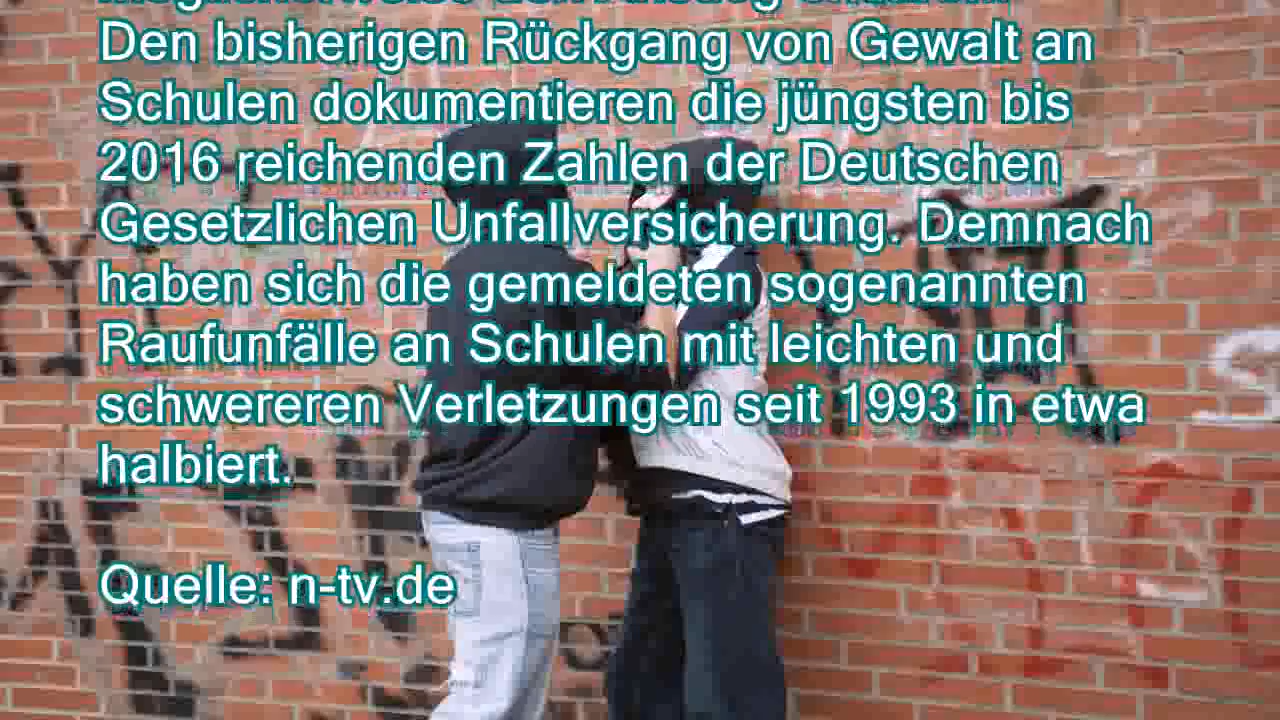 Den bisherigen Rückgang von Gewalt an
Schulen dokumentieren die jüngsten bis
2016 reichenden Zahlen der Deutschen
Gesetzlichen Unfallversicherung. Demnach
haben sich die gemeldeten sogenannten
Raufunfälle an Schulen mit leichten und
schwereren Verletzungen seit 1993 in etwa
halbiert.
Quelle: n-tv.de